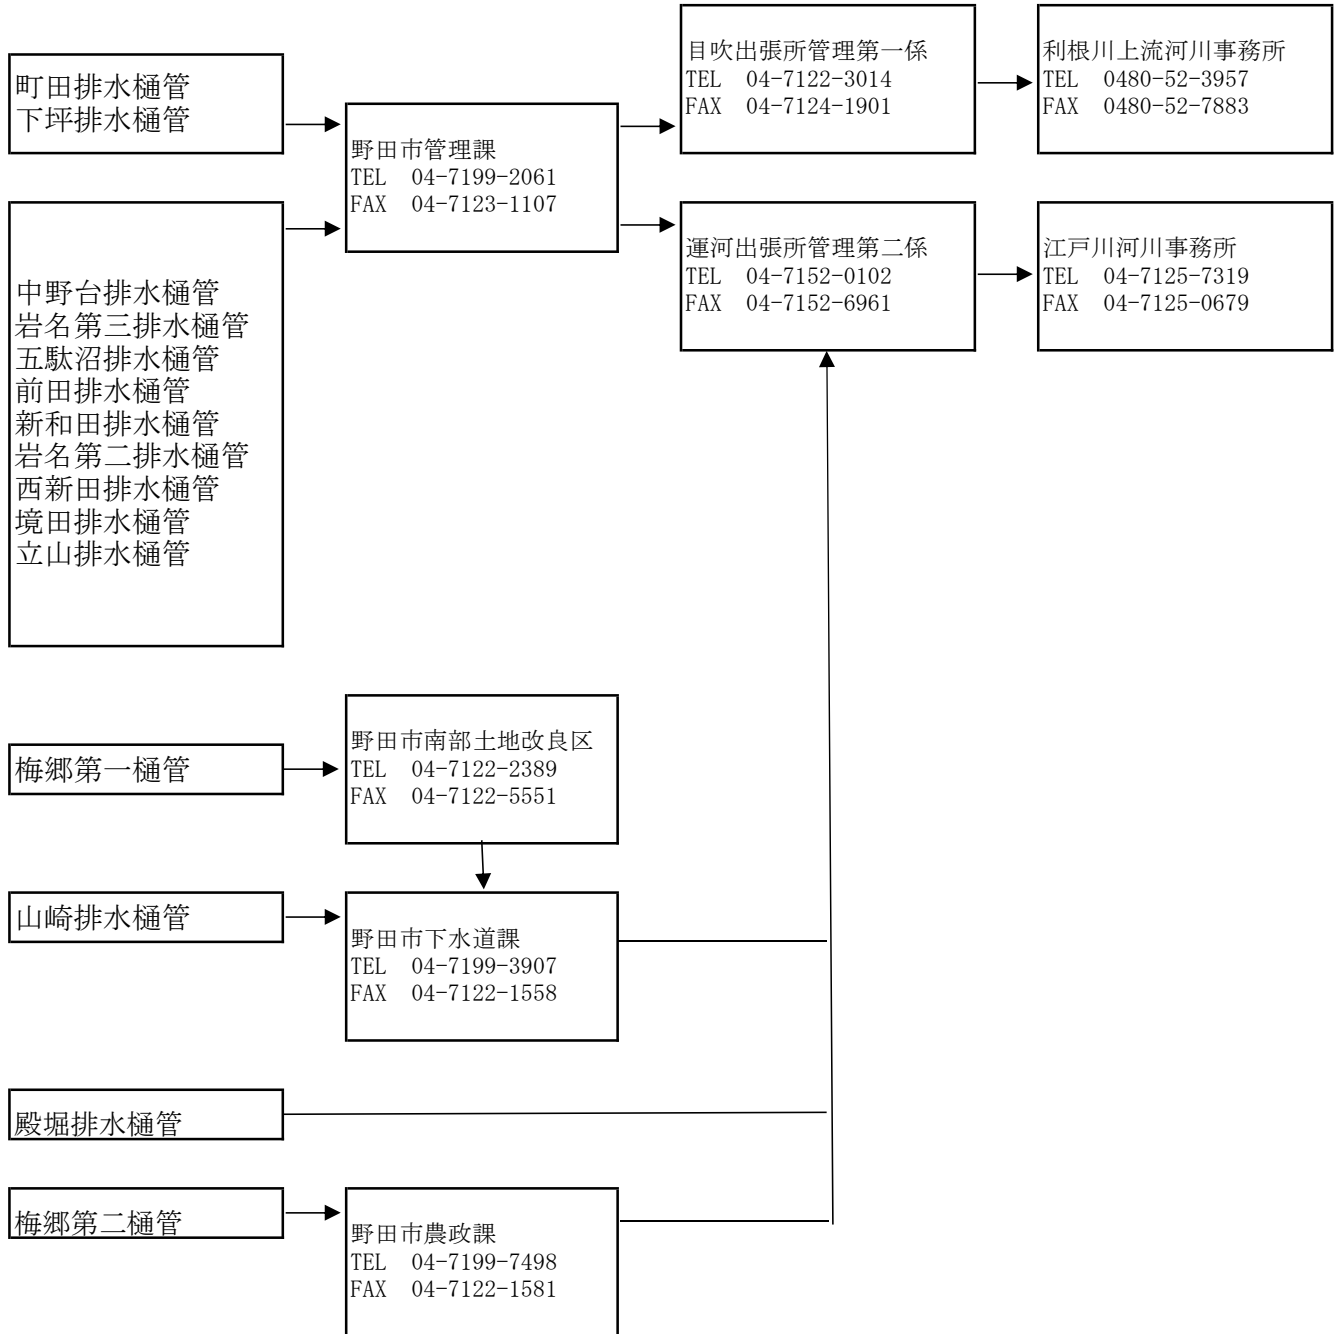 町田排水樋管
下坪排水樋管
野田市管理課
TEL　04-7199-2061
FAX　04-7123-1107
目吹出張所管理第一係
TEL　04-7122-3014
FAX　04-7124-1901
利根川上流河川事務所
TEL　0480-52-3957
FAX　0480-52-7883
中野台排水樋管
岩名第三排水樋管
五駄沼排水樋管
前田排水樋管
新和田排水樋管
岩名第二排水樋管
西新田排水樋管
境田排水樋管
立山排水樋管
運河出張所管理第二係
TEL　04-7152-0102
FAX　04-7152-6961
江戸川河川事務所
TEL　04-7125-7319
FAX　04-7125-0679
梅郷第一樋管
野田市南部土地改良区
TEL　04-7122-2389
FAX　04-7122-5551
山崎排水樋管
野田市下水道課
TEL　04-7199-3907
FAX　04-7122-1558
殿堀排水樋管
梅郷第二樋管
野田市農政課
TEL　04-7199-7498
FAX　04-7122-1581